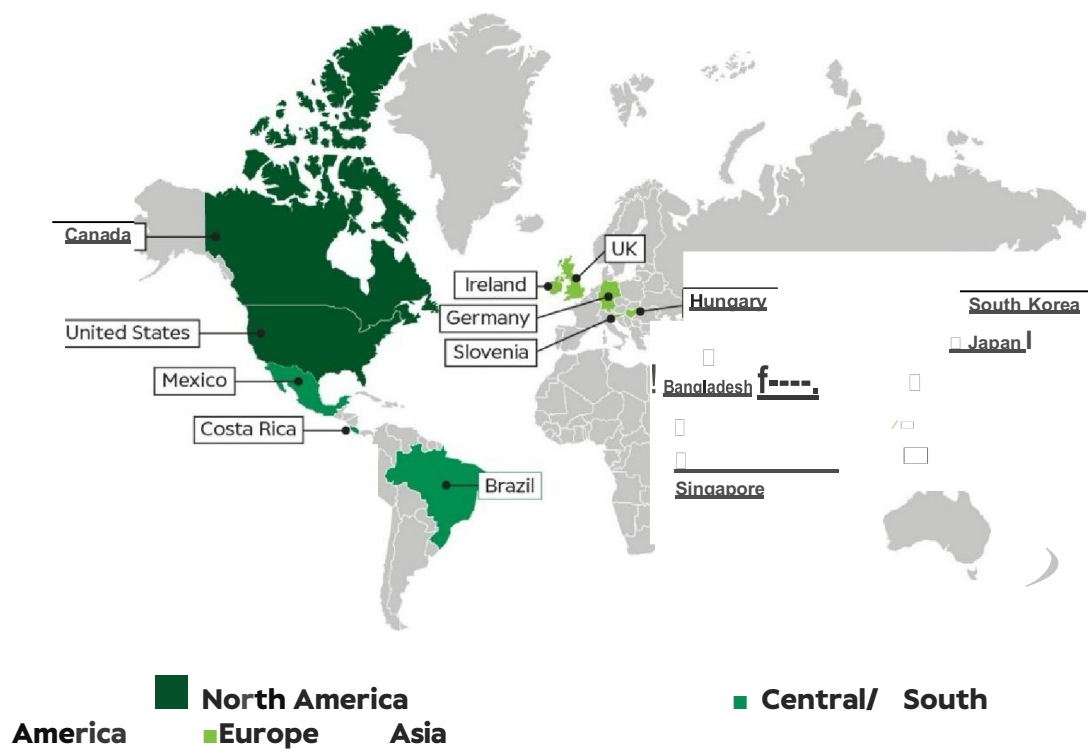 Canada
United States
Mexico
Costa Rica
Brazil
UK
Ireland
Germany
Slovenia
Hungary
South Korea
Japan
Bangladesh
Singapore
North America
Central/ South
America Europe Asia